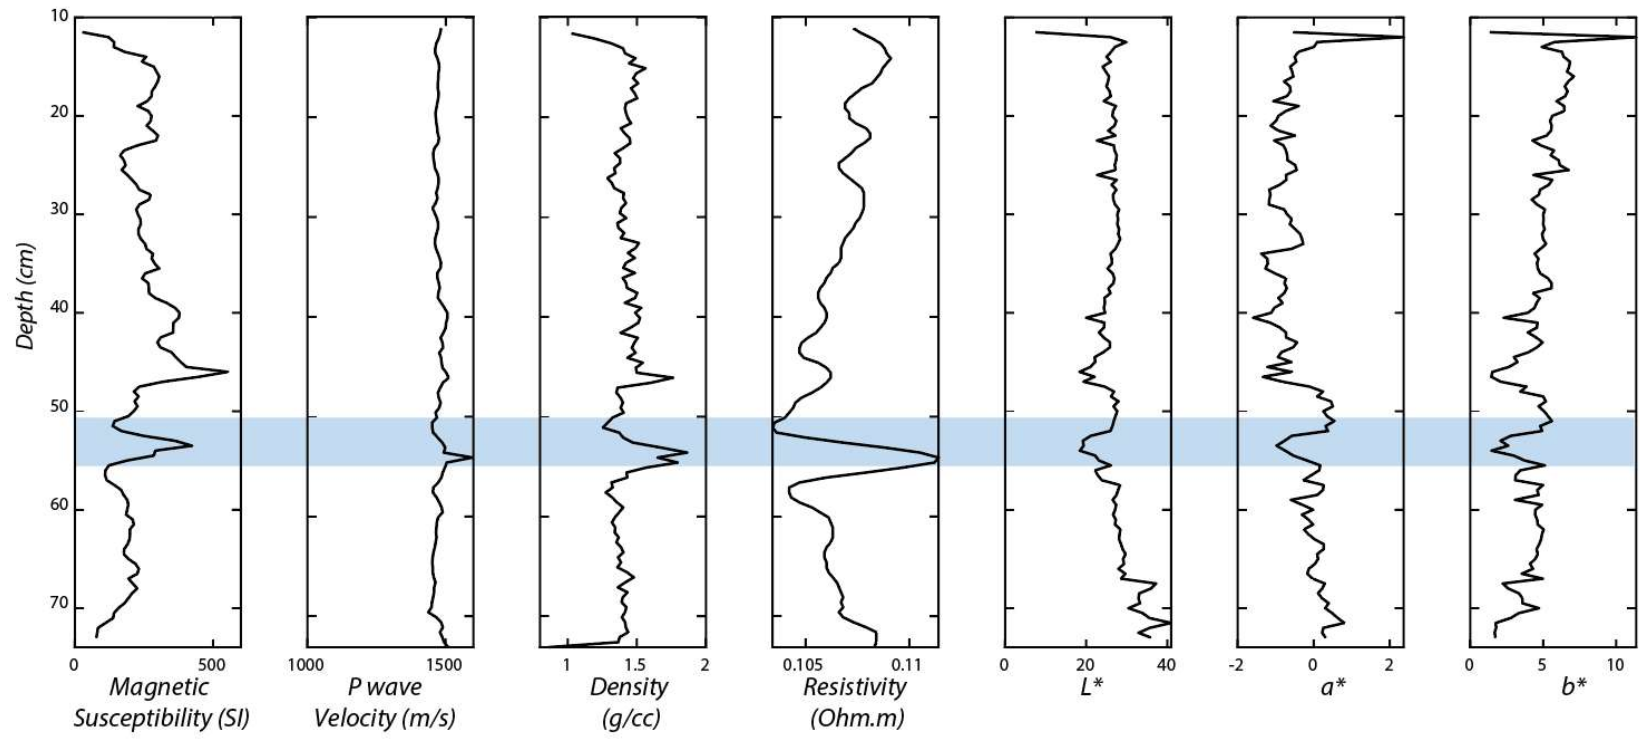 10
20
30
40
50
60
70
Depth (cm)
0 500
Magnetic
Susceptibility (SI)
1000 1500
P wave
Velocity (m/s)
1 1.5 2
Density
(g/cc)
0.105 0.11
Resistivity
(Ohm.m)
0 20 40
L*
-2 0 2
a*
0 5 10
b*